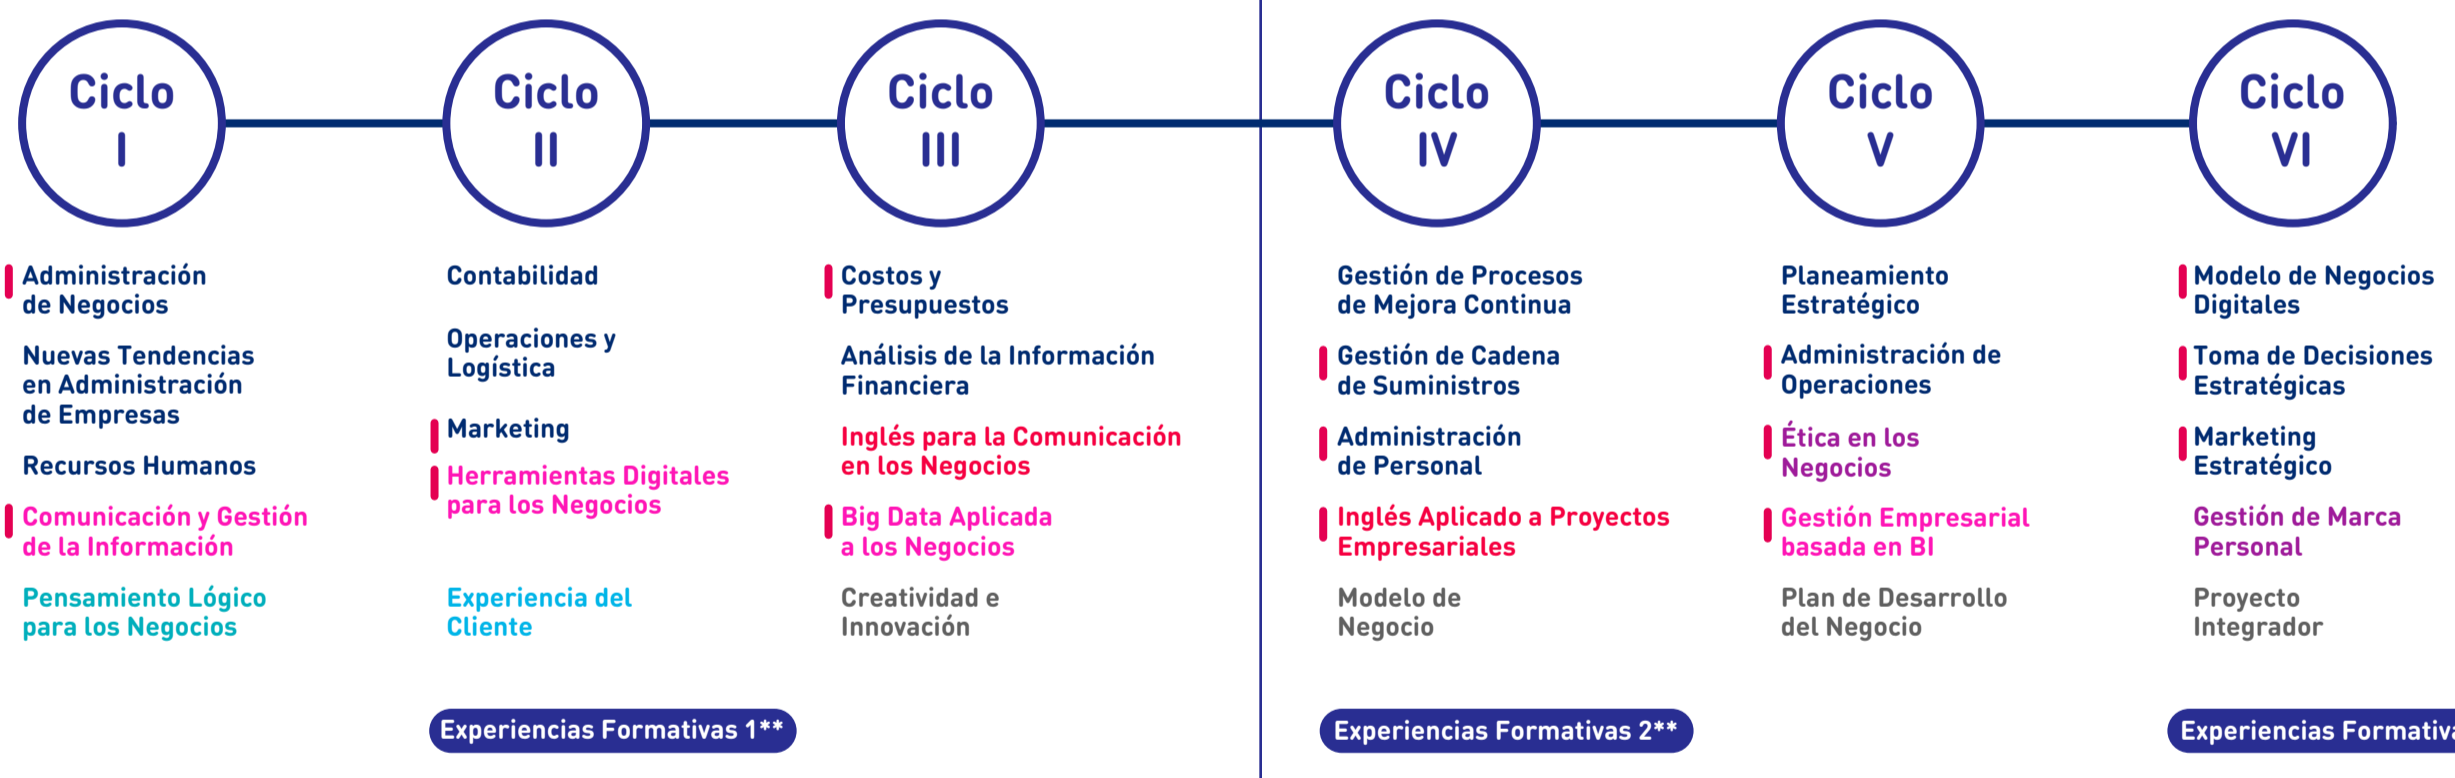 Ciclo
I
Administración
de Negocios
Nuevas Tendencias
en Administración
de Empresas
Recursos Humanos
Comunicación y Gestión
de la Información
Pensamiento Lógico
para los Negocios
Ciclo
II
Contabilidad
Operaciones y
Logística
Marketing
Herramientas Digitales
para los Negocios
Experiencia del
Cliente
Experiencias Formativas 1**
Ciclo
III
Costos y
Presupuestos
Análisis de la Información
Financiera
Inglés para la Comunicación
en los Negocios
Big Data Aplicada
a los Negocios
Creatividad e
Innovación
Ciclo
IV
Gestión de Procesos
de Mejora Continua
Gestión de Cadena
de Suministros
Administración
de Personal
Inglés Aplicado a Proyectos
Empresariales
Modelo de
Negocio
Experiencias Formativas 2**
Ciclo
V
Planeamiento
Estratégico
Administración de
Operaciones
Ética en los
Negocios
Gestión Empresarial
basada en BI
Plan de Desarrollo
del Negocio
Ciclo
VI
Modelo de Negocios
Digitales
Toma de Decisiones
Estratégicas
Marketing
Estratégico
Gestión de Marca
Personal
Proyecto
Integrador
Experiencias